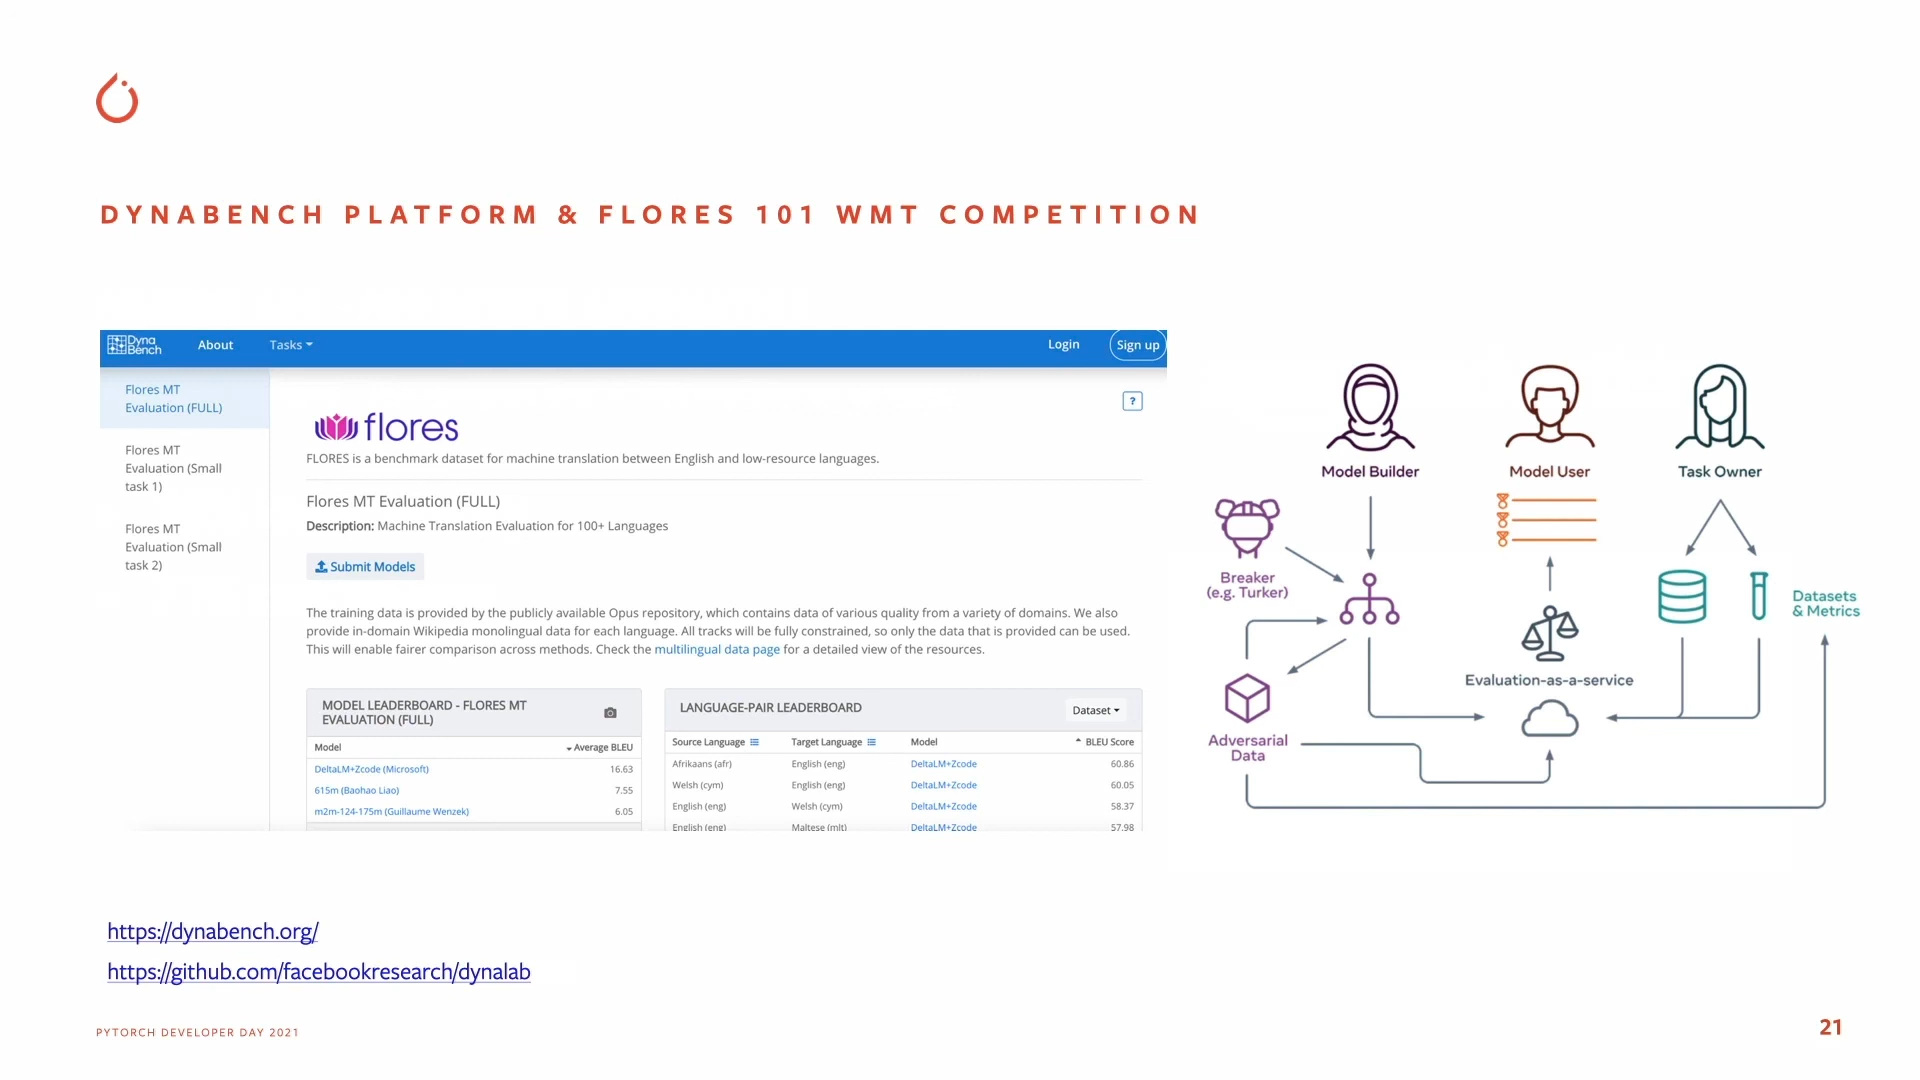 DYNABENCH PLATFORM & FLORES 101 WMT COMPETITION
Dyna
Bench
About
Tasks
Login
Sign up
Flores MT
Evaluation (FULL)
Flores MT
Evaluation (Small
task 1)
Flores MT
Evaluation (Small
task 2)
?
flores
FLORES is a benchmark dataset for machine translation between English and low-resource languages.
Flores MT Evaluation (FULL)
Description: Machine Translation Evaluation for 100+ Languages
Submit Models
The training data is provided by the publicly available Opus repository, which contains data of various quality from a variety of domains. We also
provide in-domain Wikipedia monolingual data for each language. All tracks will be fully constrained, so only the data that is provided can be used.
This will enable fairer comparison across methods. Check the multilingual data page for a detailed view of the resources.
MODEL LEADERBOARD - FLORES MT
EVALUATION (FULL)
Model Average BLEU
DeltaLM+Zcode (Microsoft) 16.63
615m (Baohao Liao) 7.55
m2m-124-175m (Guillaume Wenzek) 6.05
LANGUAGE-PAIR LEADERBOARD
Dataset
Source Language Target Language Model BLEU Score
Afrikaans (afr) English (eng) DeltaLM+Zcode 60.86
Welsh (cym) English (eng) DeltaLM+Zcode 60.05
English (eng) Welsh (cym) DeltaLM+Zcode 58.37
English (eng) Maltese (mlt) DeltaLM+Zcode 57.98
Model Builder
Model User
Task Owner
Breaker
(e.g. Turker)
Datasets
& Metrics
Evaluation-as-a-service
Adversarial
Data
https://dynabench.org/
https://github.com/facebookresearch/dynalab
PYTORCH DEVELOPER DAY 2021
21